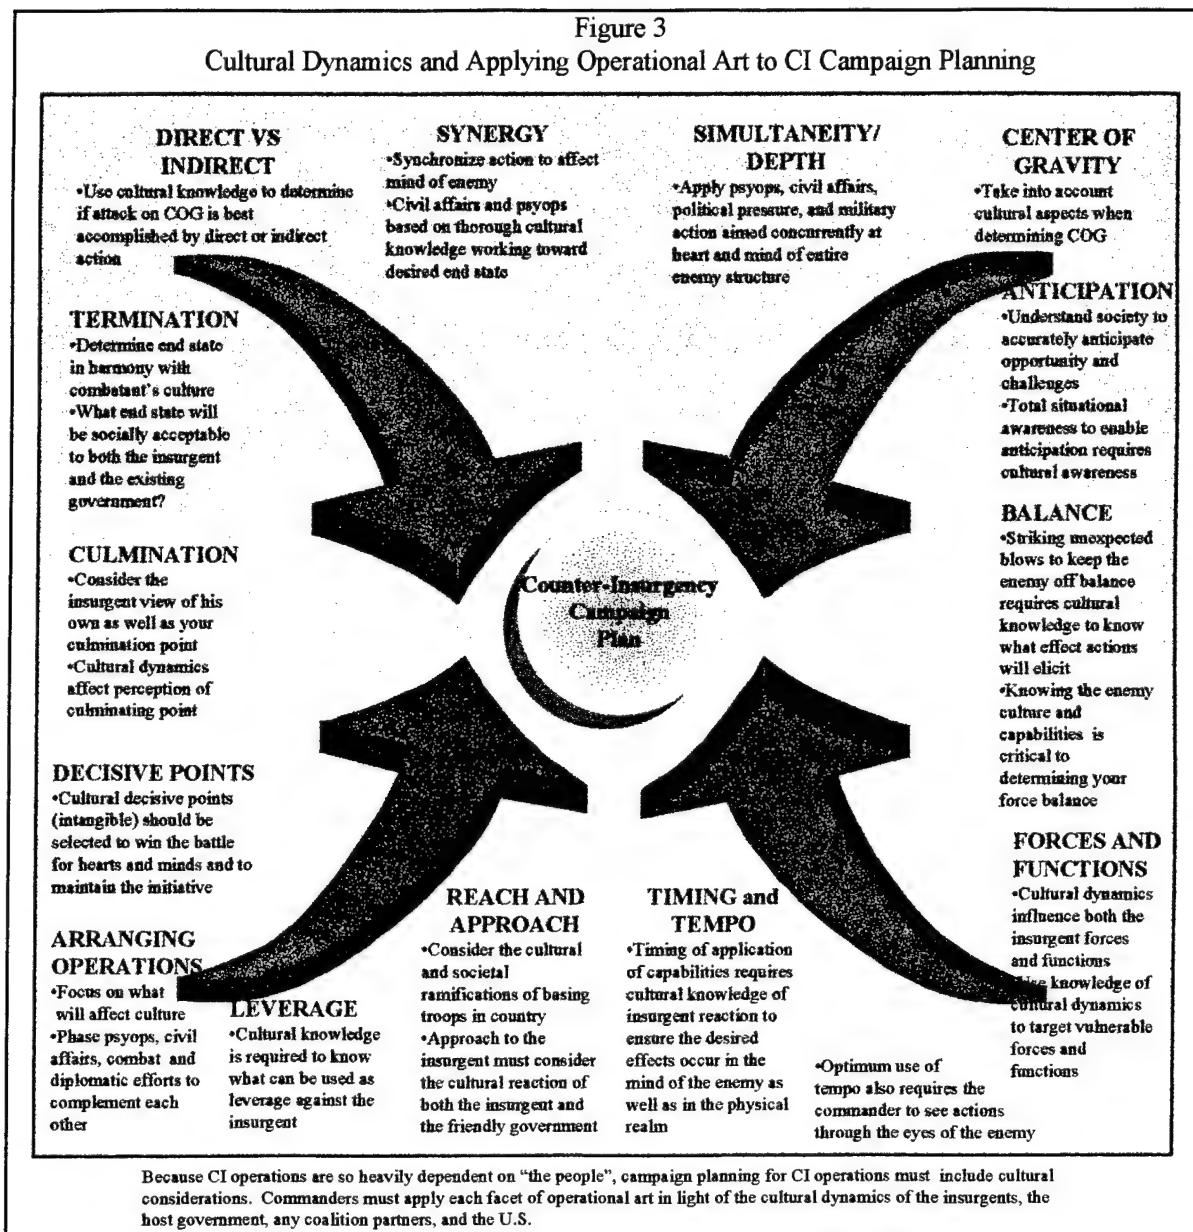 Figure 3
Cultural Dynamics and Applying Operational Art to CI Campaign Planning
DIRECT VS
INDIRECT
•Use cultural knowledge to determine
if attack on COG is best
accomplished by direct or indirect
action
SYNERGY
•Synchronize action to affect
mind of enemy
•Civil affairs and psyops
based on thorough cultural
knowledge working toward
desired end state
SIMULTANEITY/
DEPTH
•Apply psyops, civil affairs,
political pressure, and military
action aimed concurrently at
heart and mind of entire
enemy structure
CENTER OF
GRAVITY
•Take into account
cultural aspects when
determining COG
TERMINATION
•Determine end state
in harmony with
combatant's culture
•What end state will
be socially acceptable
to both the insurgent
and the existing
government?
ANTICIPATION
•Understand society to
accurately anticipate
opportunity and
challenges
•Total situational
awareness to enable
anticipation requires
cultural awareness
CULMINATION
•Consider the
insurgent view of his
own as well as your
culmination point
•Cultural dynamics
affect perception of
culminating point
Counter-Insurgency
Campaign
Plan
BALANCE
•Striking unexpected
blows to keep the
enemy off balance
requires cultural
knowledge to know
what effect actions
will elicit
•Knowing the enemy
culture and
capabilities is
critical to
determining your
force balance
DECISIVE POINTS
•Cultural decisive points
(intangible) should be
selected to win the battle
for hearts and minds and to
maintain the initiative
ARRANGING
OPERATIONS
•Focus on what
will affect culture
•Phase psyops, civil
affairs, combat and
diplomatic efforts to
complement each
other
LEVERAGE
•Cultural knowledge
is required to know
what can be used as
leverage against the
insurgent
REACH AND
APPROACH
•Consider the cultural
and societal
ramifications of basing
troops in country
•Approach to the
insurgent must consider
the cultural reaction of
both the insurgent and
the friendly government
TIMING and
TEMPO
•Timing of application
of capabilities requires
cultural knowledge of
insurgent reaction to
ensure the desired
effects occur in the
mind of the enemy as
well as in the physical
realm
•Optimum use of
tempo also requires the
commander to see actions
through the eyes of the enemy
FORCES AND
FUNCTIONS
•Cultural dynamics
influence both the
insurgent forces
and functions
•Use knowledge of
cultural dynamics
to target vulnerable
forces and
functions
Because CI operations are so heavily dependent on "the people", campaign planning for CI operations must include cultural
considerations. Commanders must apply each facet of operational art in light of the cultural dynamics of the insurgents, the
host government, any coalition partners, and the U.S.